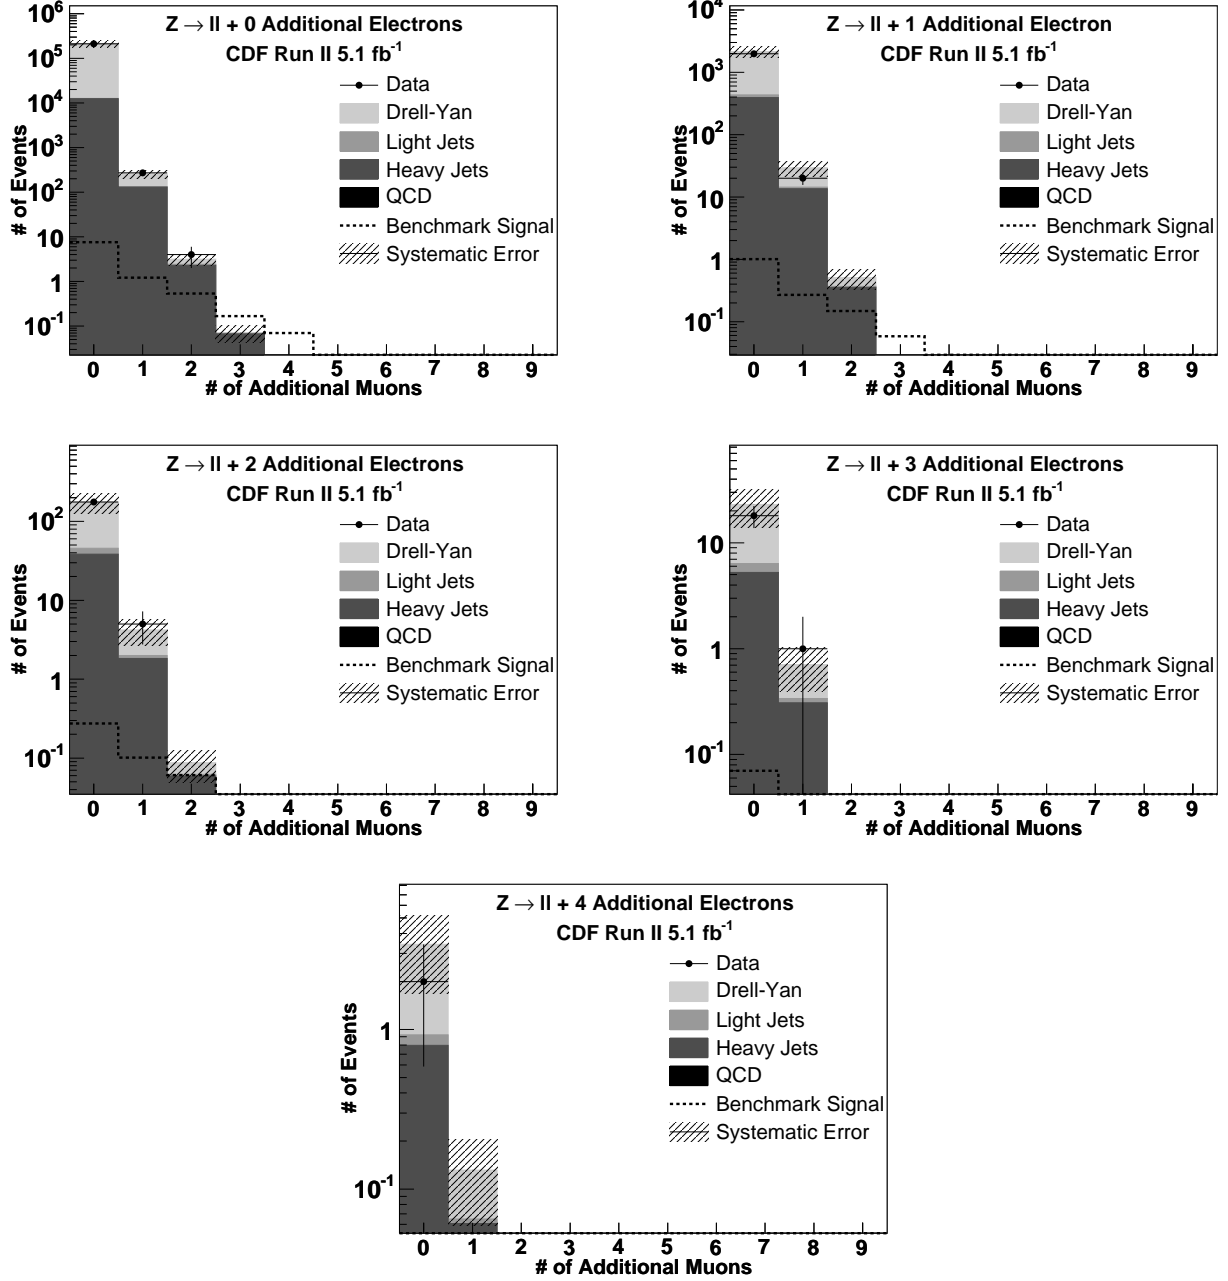 Z → ll + 0 Additional Electrons
CDF Run II 5.1 fb-1
Data
Drell-Yan
Light Jets
Heavy Jets
QCD
Benchmark Signal
Systematic Error
# of Events
10^6
10^5
10^4
10^3
10^2
10
1
10^-1
0 1 2 3 4 5 6 7 8 9
# of Additional Muons
Z → ll + 1 Additional Electron
CDF Run II 5.1 fb-1
Data
Drell-Yan
Light Jets
Heavy Jets
QCD
Benchmark Signal
Systematic Error
# of Events
10^4
10^3
10^2
10
1
10^-1
0 1 2 3 4 5 6 7 8 9
# of Additional Muons
Z → ll + 2 Additional Electrons
CDF Run II 5.1 fb-1
Data
Drell-Yan
Light Jets
Heavy Jets
QCD
Benchmark Signal
Systematic Error
# of Events
10^2
10
1
10^-1
0 1 2 3 4 5 6 7 8 9
# of Additional Muons
Z → ll + 3 Additional Electrons
CDF Run II 5.1 fb-1
Data
Drell-Yan
Light Jets
Heavy Jets
QCD
Benchmark Signal
Systematic Error
# of Events
10
1
10^-1
0 1 2 3 4 5 6 7 8 9
# of Additional Muons
Z → ll + 4 Additional Electrons
CDF Run II 5.1 fb-1
Data
Drell-Yan
Light Jets
Heavy Jets
QCD
Benchmark Signal
Systematic Error
# of Events
1
10^-1
0 1 2 3 4 5 6 7 8 9
# of Additional Muons